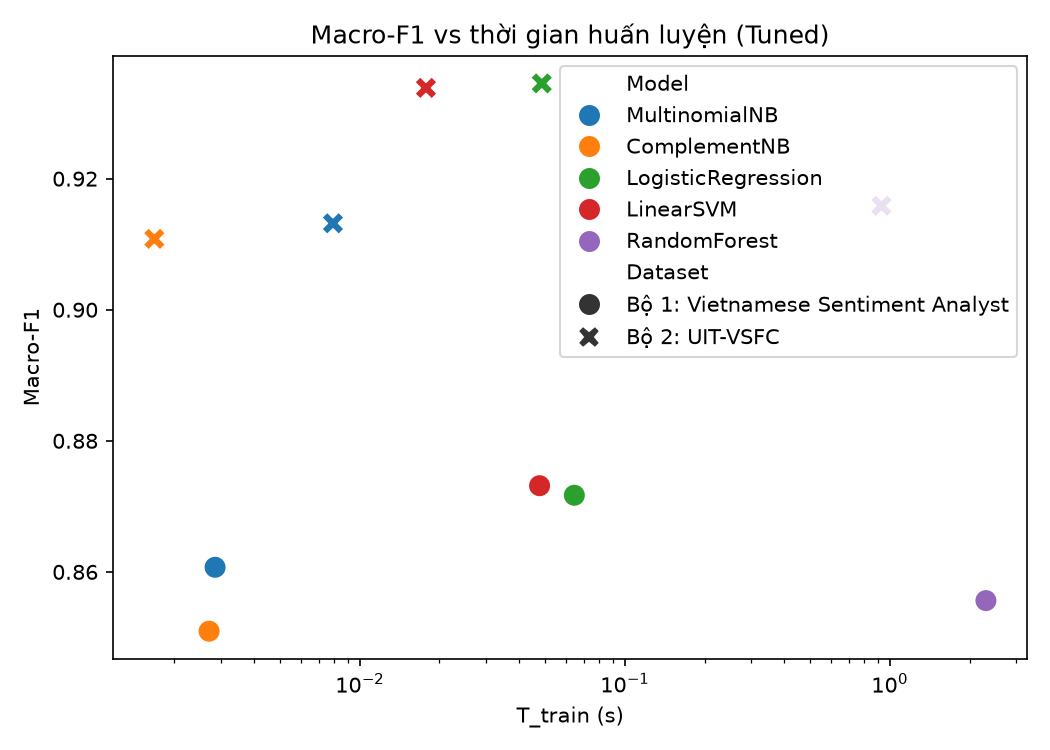 Macro-F1 vs thời gian huấn luyện (Tuned)
Model
MultinomialNB
ComplementNB
LogisticRegression
LinearSVM
RandomForest
Dataset
Bộ 1: Vietnamese Sentiment Analyst
Bộ 2: UIT-VSFC
Macro-F1
0.92
0.90
0.88
0.86
10⁻²
10⁻¹
10⁰
T_train (s)